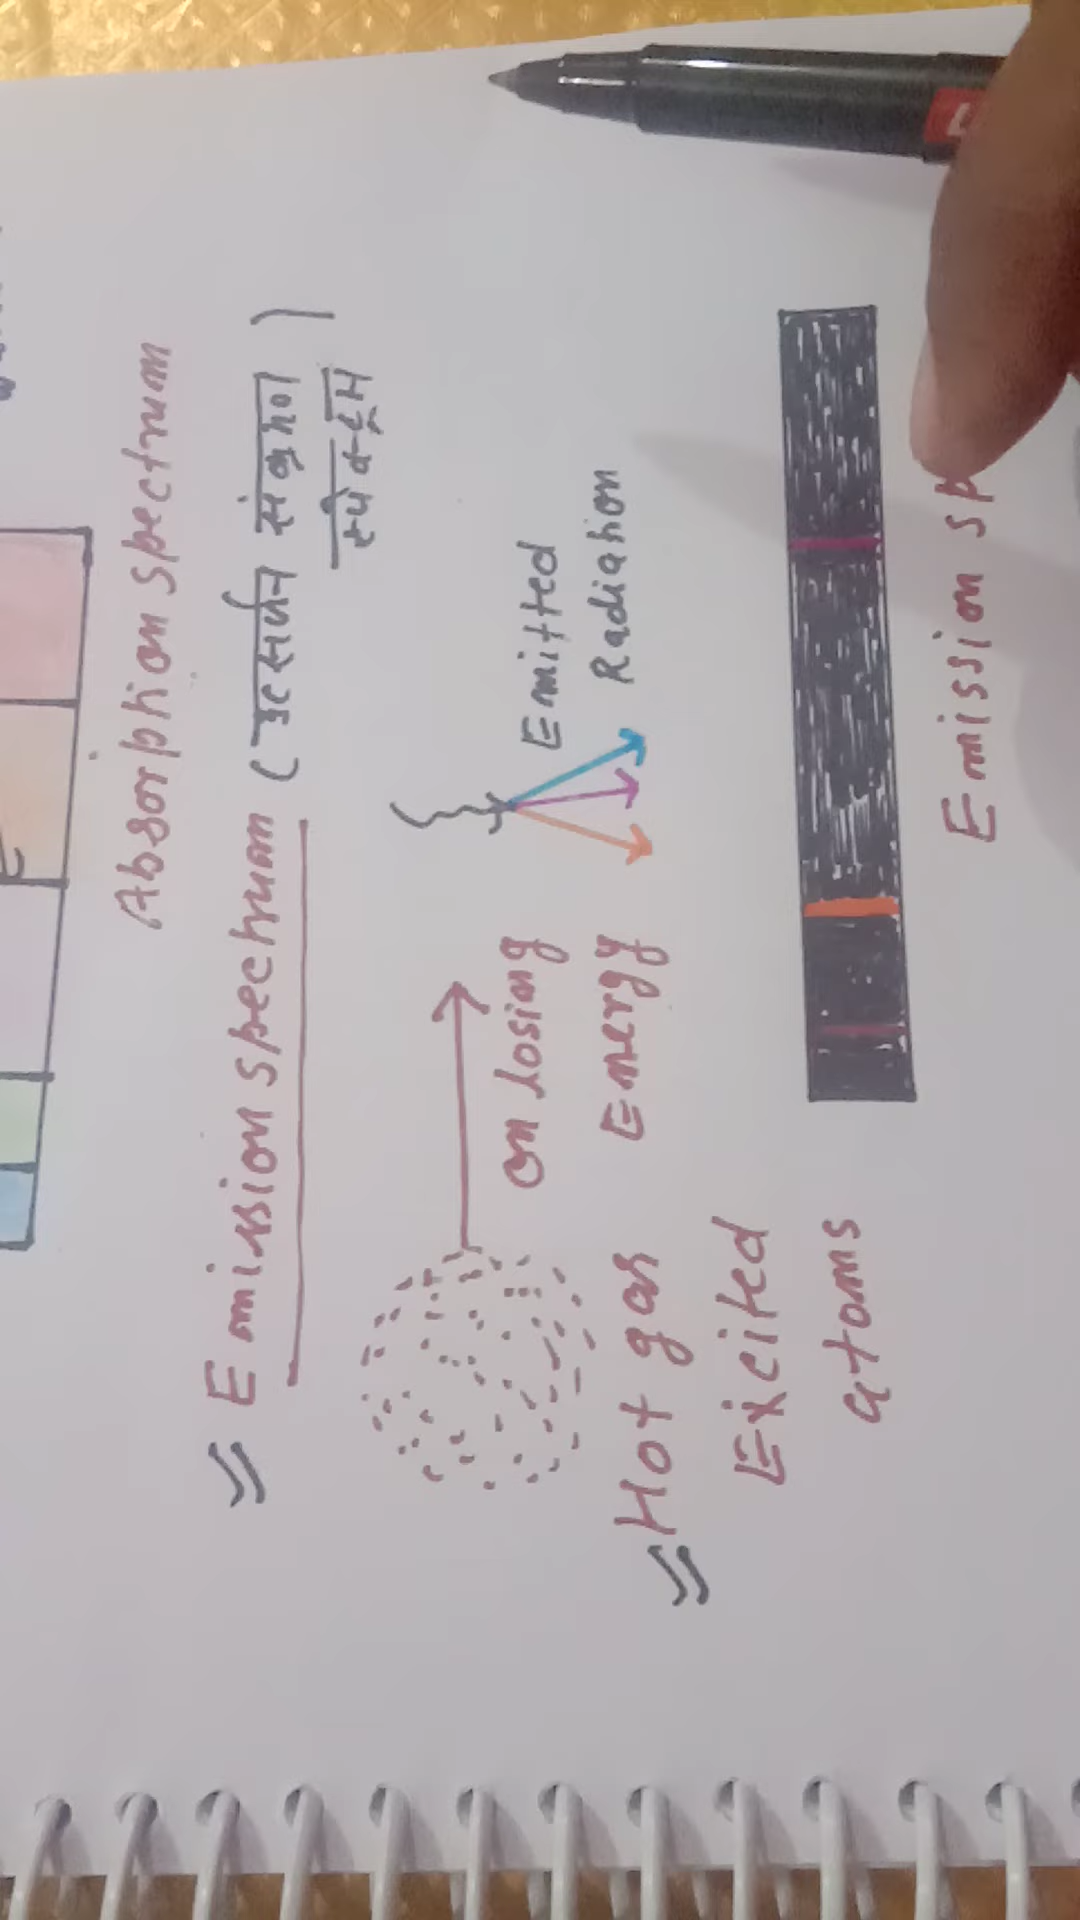 Absorption spectrum
Emission spectrum (उत्सर्जन संक्रमण
स्पेक्ट्रम)
Emitted
Radiation
on losing
Energy
Hot gas
Excited
atoms
Emission sp